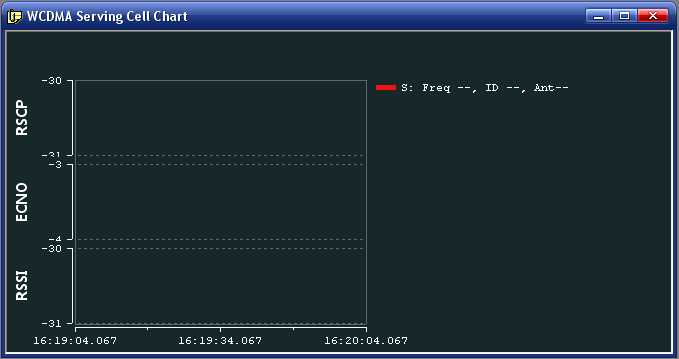 WCDMA Serving Cell Chart
S: Freq --, ID --, Ant--
RSCP
-30
-31
ECNO
-3
-4
RSSI
-30
-31
16:19:04.067 16:19:34.067 16:20:04.067